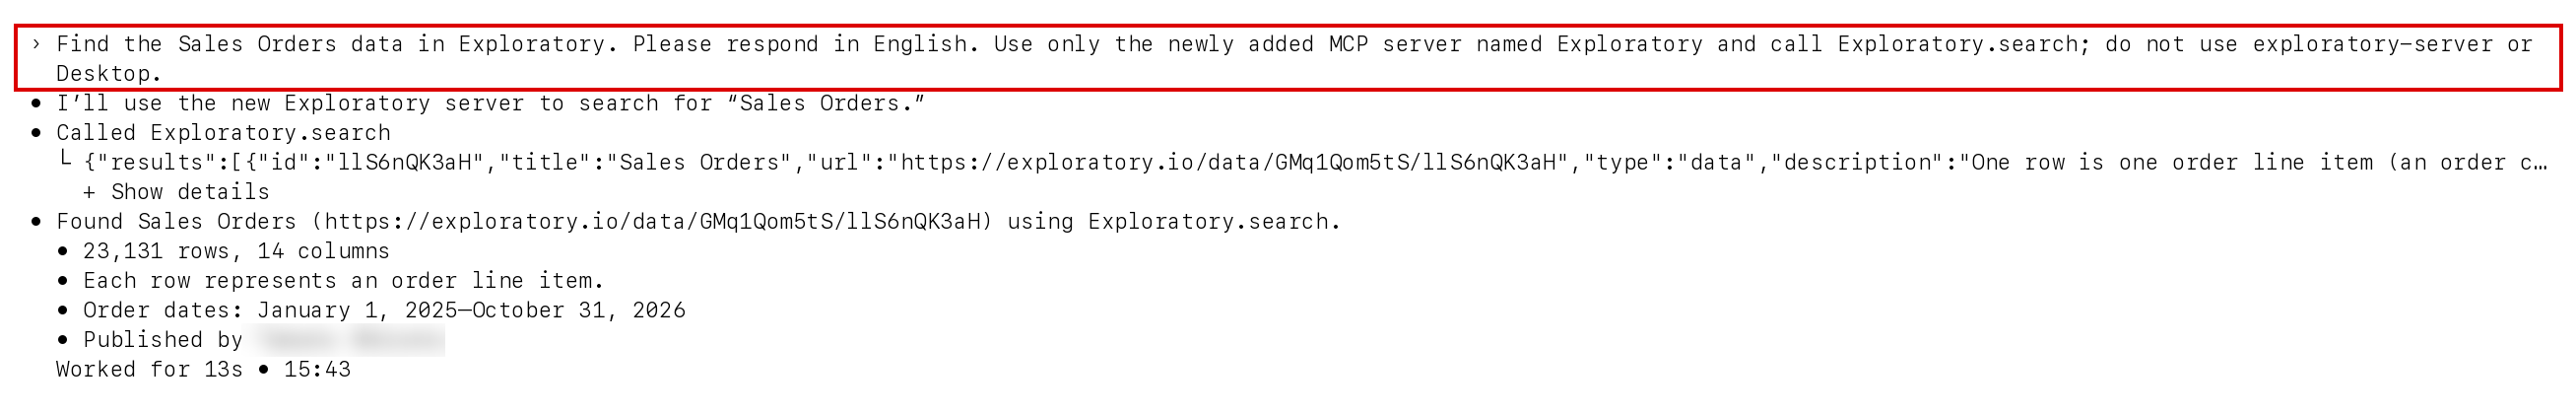 › Find the Sales Orders data in Exploratory. Please respond in English. Use only the newly added MCP server named Exploratory and call Exploratory.search; do not use exploratory-server or
Desktop.
• I’ll use the new Exploratory server to search for “Sales Orders.”
• Called Exploratory.search
└ {"results":[{"id":"llS6nQK3aH","title":"Sales Orders","url":"https://exploratory.io/data/GMq1Qom5tS/llS6nQK3aH","type":"data","description":"One row is one order line item (an order c…
+ Show details
• Found Sales Orders (https://exploratory.io/data/GMq1Qom5tS/llS6nQK3aH) using Exploratory.search.
• 23,131 rows, 14 columns
• Each row represents an order line item.
• Order dates: January 1, 2025–October 31, 2026
• Published by
Worked for 13s • 15:43